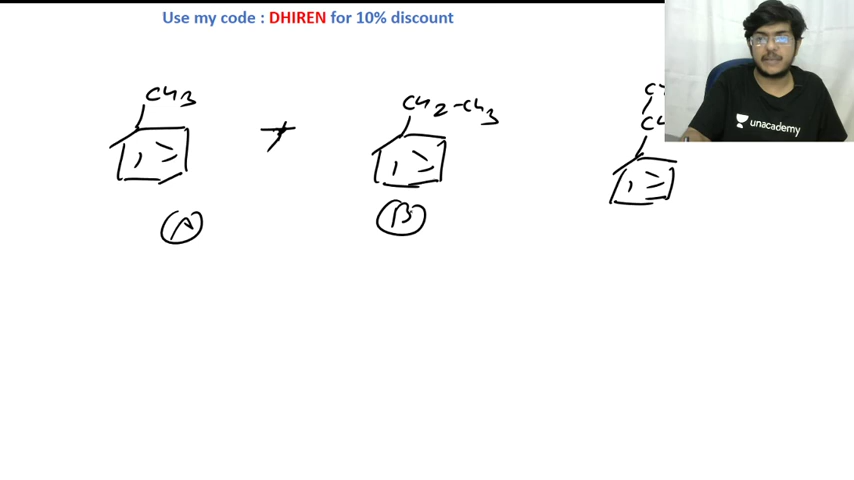 Use my code : DHIREN for 10% discount
CH3
CH2-CH3
unacademy
A
B